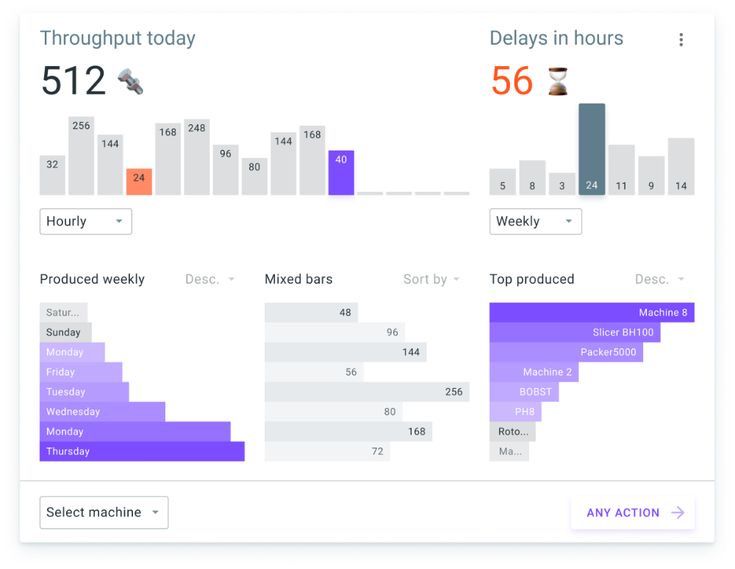 Throughput today
512
32
256
144
24
168
248
96
80
144
168
40
Hourly
Delays in hours
56
5
8
3
24
11
9
14
Weekly
Produced weekly
Desc.
Satur...
Sunday
Monday
Friday
Tuesday
Wednesday
Monday
Thursday
Mixed bars
Sort by
48
96
144
56
256
80
168
72
Top produced
Desc.
Machine 8
Slicer BH100
Packer5000
Machine 2
BOBST
PH8
Roto...
Ma...
Select machine
ANY ACTION